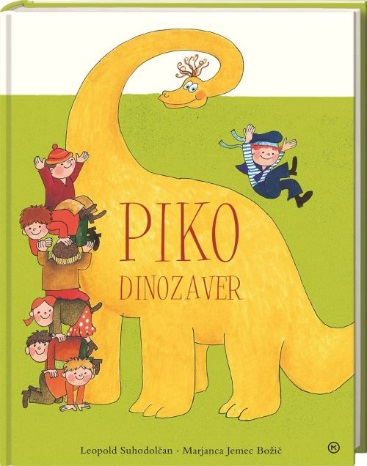 PIKO
DINOZAVER
Leopold Suhodolčan · Marjanca Jemec Božič
M